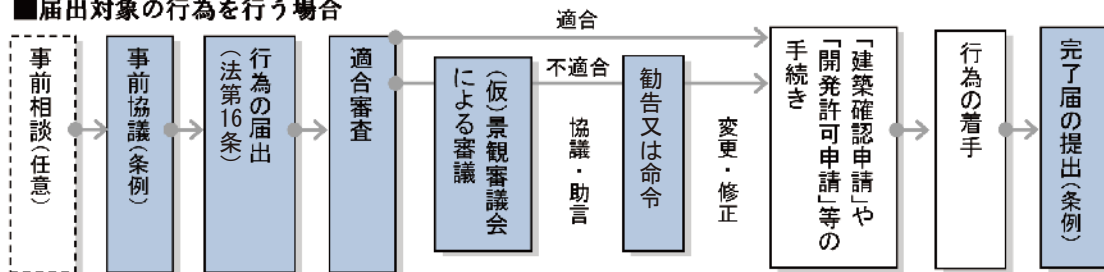 ■届出対象の行為を行う場合
事前相談(任意)
事前協議(条例)
行為の届出
(法第16条)
適合審査
適合
(仮)景観審議会
による審議
不適合
協議・助言
勧告又は命令
変更・修正
「建築確認申請」や
「開発許可申請」等の
手続き
行為の着手
完了届の提出(条例)